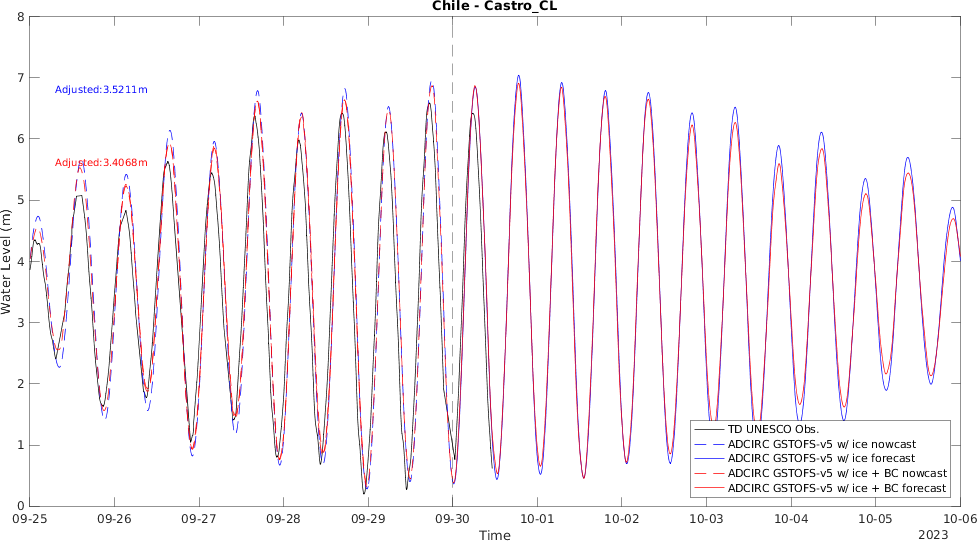 Chile - Castro_CL
8
7
Adjusted:3.5211m
6
Adjusted:3.4068m
5
4
3
2
1
0
Water Level (m)
TD UNESCO Obs.
ADCIRC GSTOFS-v5 w/ ice nowcast
ADCIRC GSTOFS-v5 w/ ice forecast
ADCIRC GSTOFS-v5 w/ ice + BC nowcast
ADCIRC GSTOFS-v5 w/ ice + BC forecast
09-25 09-26 09-27 09-28 09-29 09-30 10-01 10-02 10-03 10-04 10-05 10-06
Time
2023